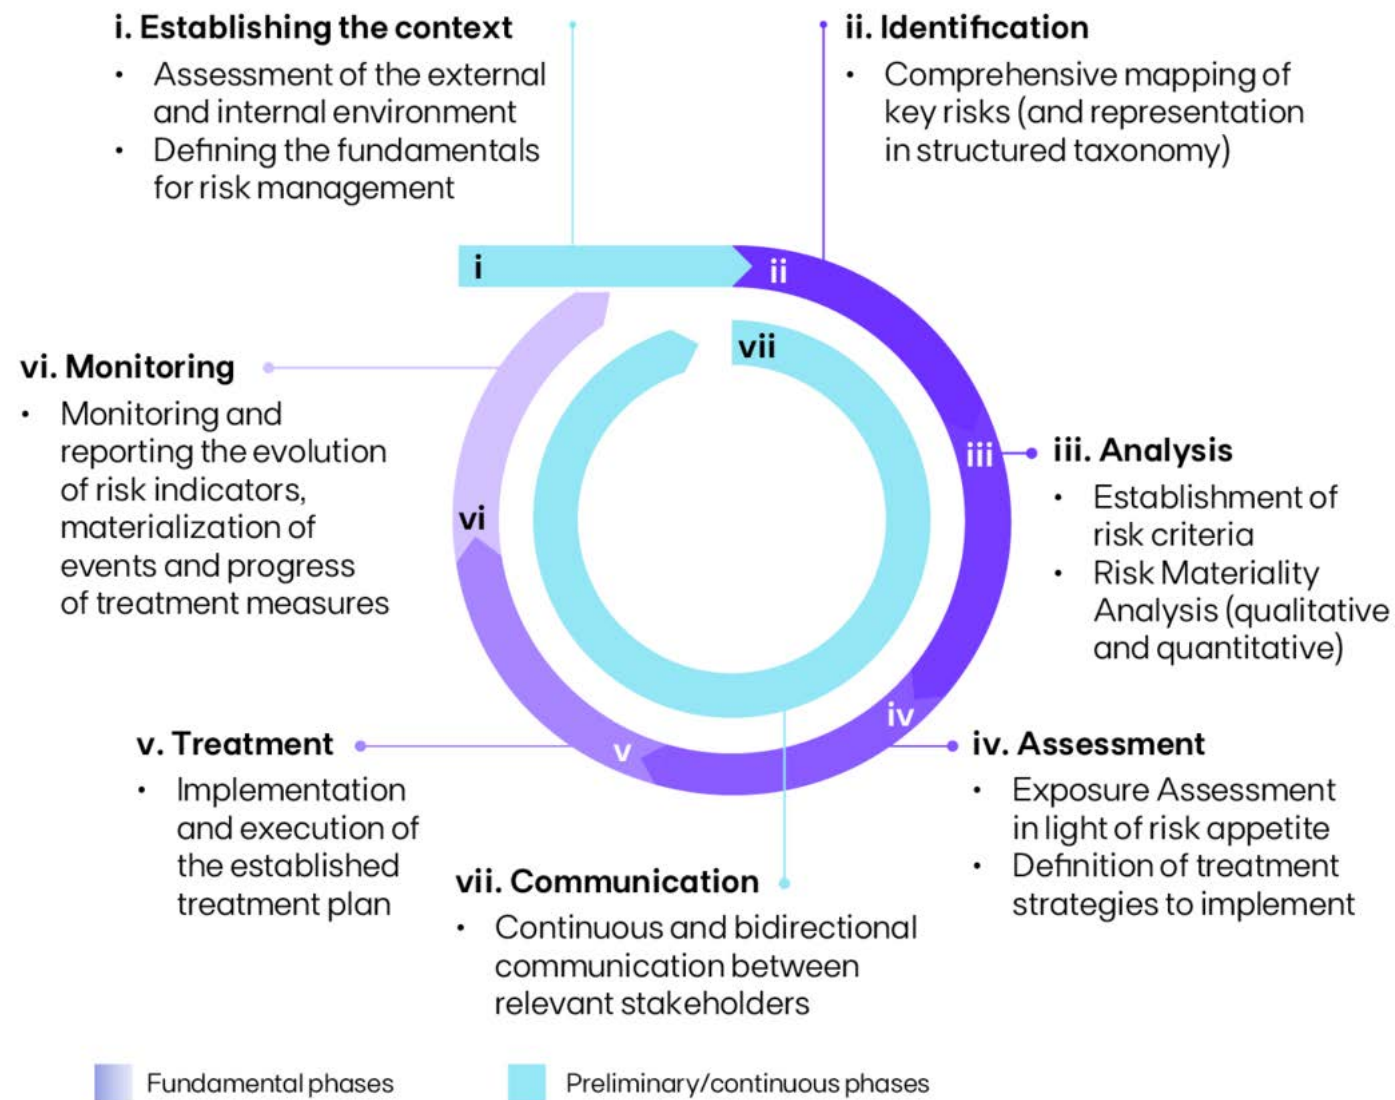 i. Establishing the context
• Assessment of the external
and internal environment
• Defining the fundamentals
for risk management
ii. Identification
• Comprehensive mapping of
key risks (and representation
in structured taxonomy)
i
ii
vii
vi. Monitoring
• Monitoring and
reporting the evolution
of risk indicators,
materialization of
events and progress
of treatment measures
iii
iii. Analysis
• Establishment of
risk criteria
• Risk Materiality
Analysis (qualitative
and quantitative)
vi
iv
v
v. Treatment
• Implementation
and execution of
the established
treatment plan
iv. Assessment
• Exposure Assessment
in light of risk appetite
• Definition of treatment
strategies to implement
vii. Communication
• Continuous and bidirectional
communication between
relevant stakeholders
Fundamental phases
Preliminary/continuous phases